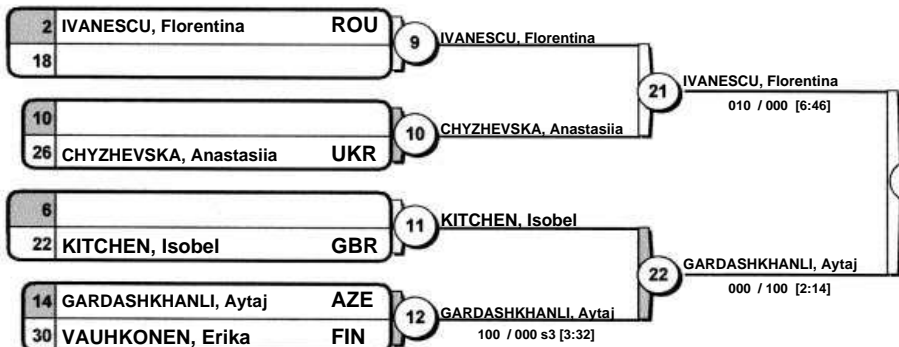 2 IVANESCU, Florentina ROU
18
9
IVANESCU, Florentina
10
26 CHYZHEVSKA, Anastasiia UKR
10
CHYZHEVSKA, Anastasiia
21
IVANESCU, Florentina
010 / 000 [6:46]
6
22 KITCHEN, Isobel GBR
11
KITCHEN, Isobel
14 GARDASHKHANLI, Aytaj AZE
30 VAUHKONEN, Erika FIN
12
GARDASHKHANLI, Aytaj
100 / 000 s3 [3:32]
22
GARDASHKHANLI, Aytaj
000 / 100 [2:14]